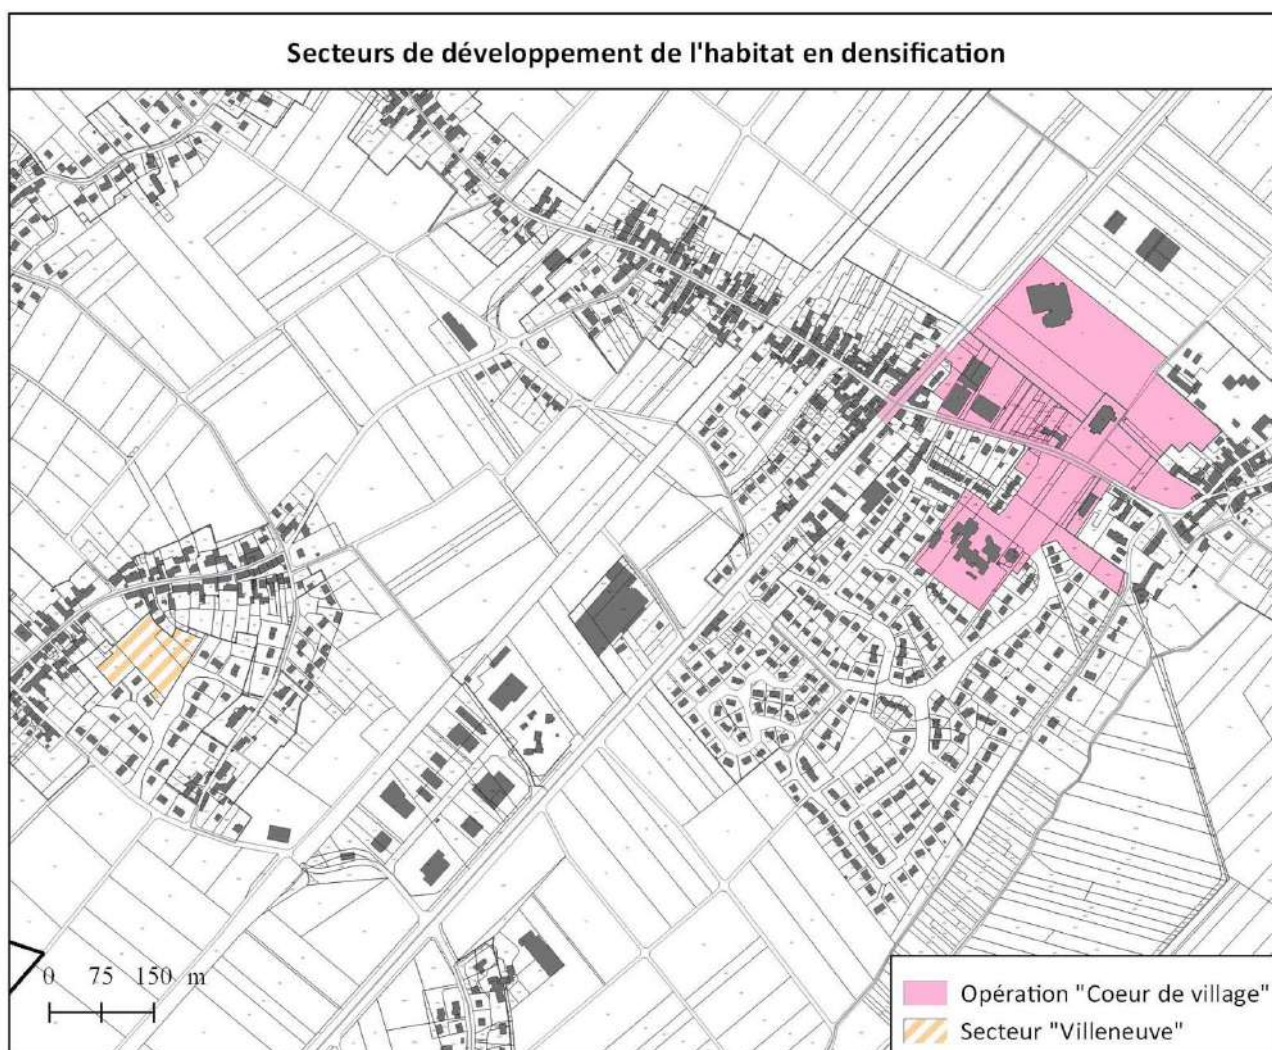 Secteurs de développement de l'habitat en densification
0 75 150 m
Opération "Coeur de village"
Secteur "Villeneuve"